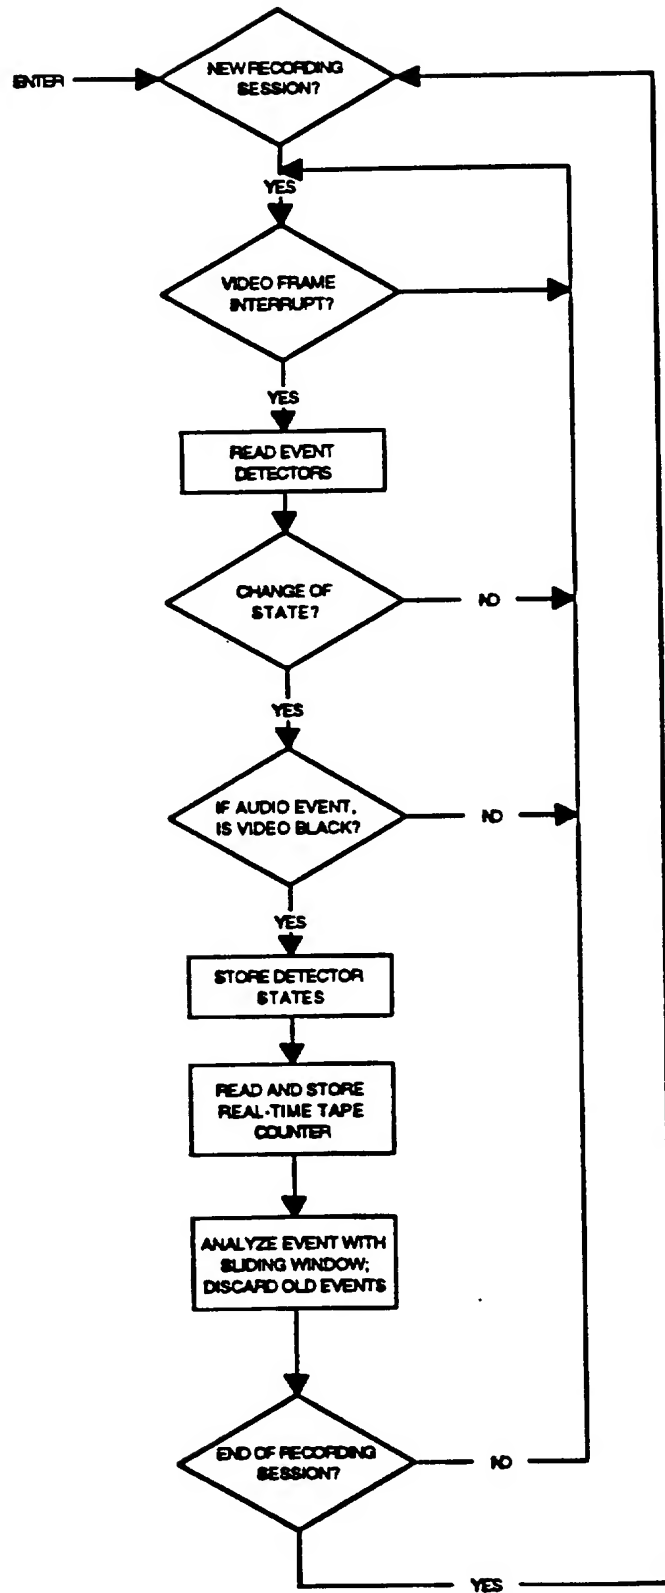 NEW RECORDING
SESSION?
ENTER
YES
VIDEO FRAME
INTERRUPT?
YES
READ EVENT
DETECTORS
CHANGE OF
STATE?
NO
YES
IF AUDIO EVENT,
IS VIDEO BLACK?
NO
YES
STORE DETECTOR
STATES
READ AND STORE
REAL-TIME TAPE
COUNTER
ANALYZE EVENT WITH
SLIDING WINDOW;
DISCARD OLD EVENTS
END OF RECORDING
SESSION?
NO
YES